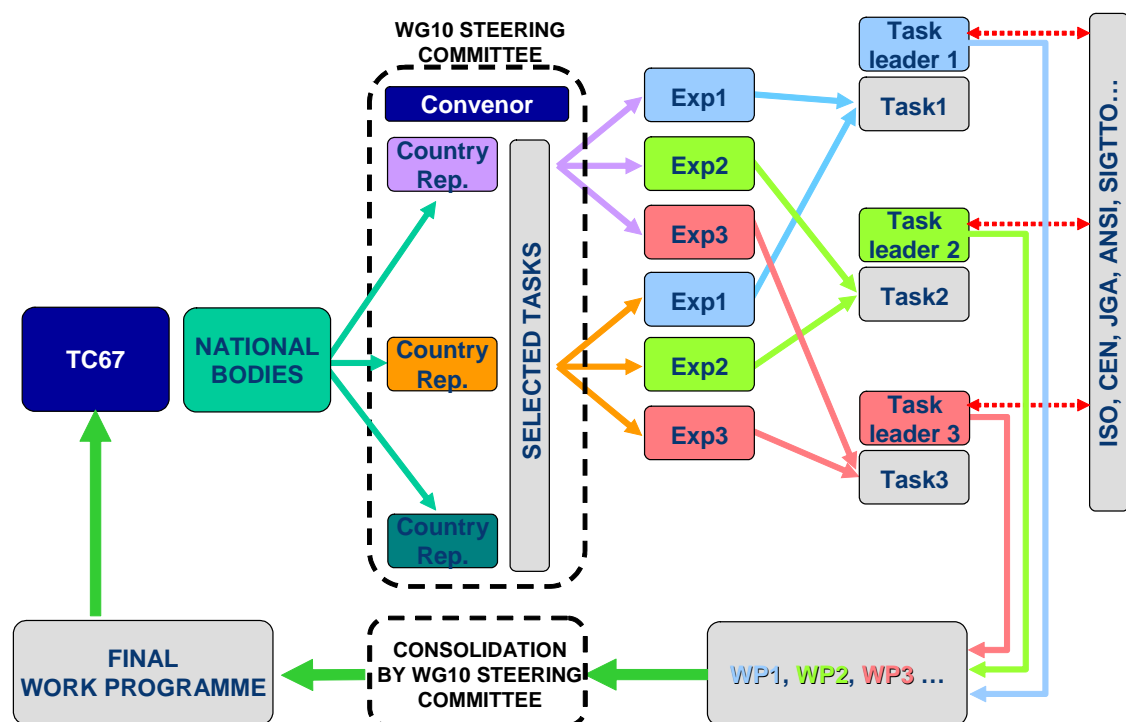 WG10 STEERING
COMMITTEE
Convenor
Country
Rep.
Country
Rep.
Country
Rep.
SELECTED TASKS
TC67
NATIONAL
BODIES
Exp1
Exp2
Exp3
Exp1
Exp2
Exp3
Task
leader 1
Task1
Task
leader 2
Task2
Task
leader 3
Task3
ISO, CEN, JGA, ANSI, SIGTTO…
FINAL
WORK PROGRAMME
CONSOLIDATION
BY WG10 STEERING
COMMITTEE
WP1, WP2, WP3 …